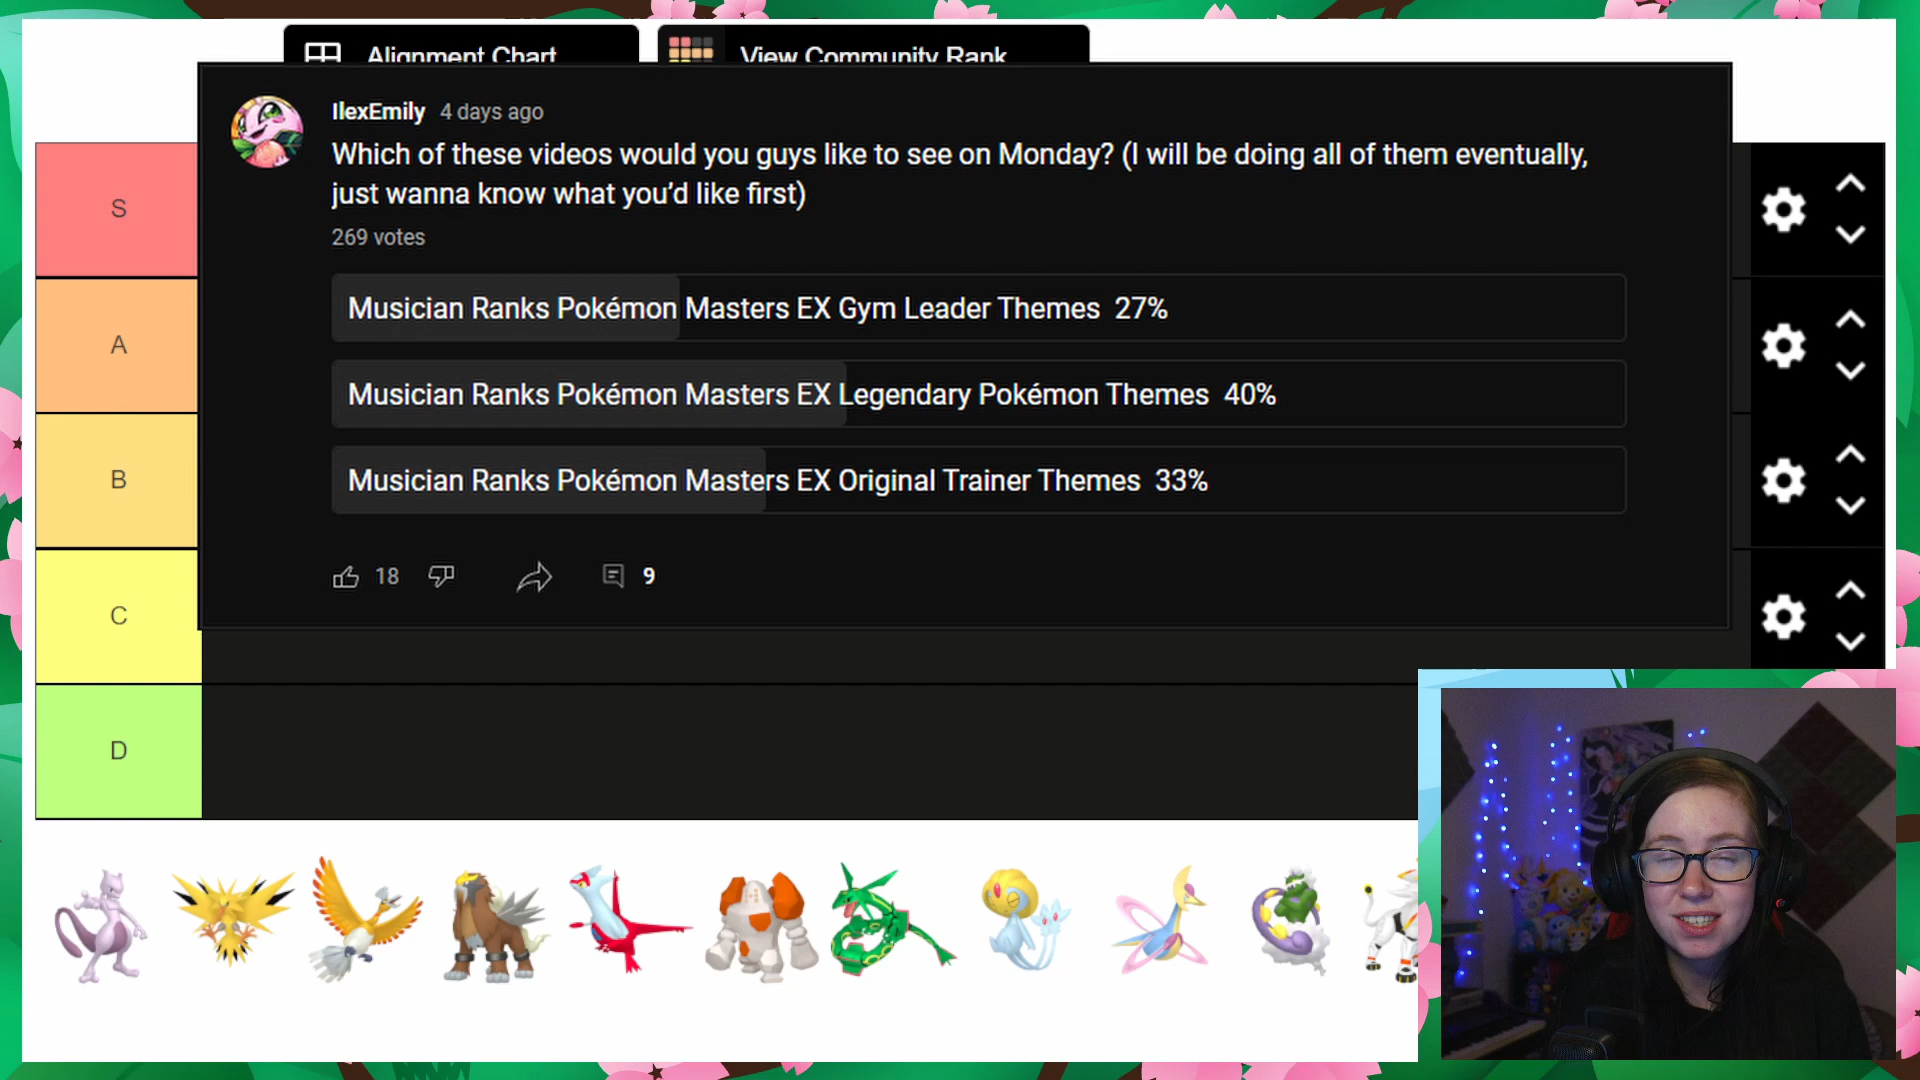 Alignment Chart
View Community Rank
IlexEmily 4 days ago
Which of these videos would you guys like to see on Monday? (I will be doing all of them eventually,
just wanna know what you'd like first)
269 votes
Musician Ranks Pokémon Masters EX Gym Leader Themes 27%
Musician Ranks Pokémon Masters EX Legendary Pokémon Themes 40%
Musician Ranks Pokémon Masters EX Original Trainer Themes 33%
18
9
S
A
B
C
D